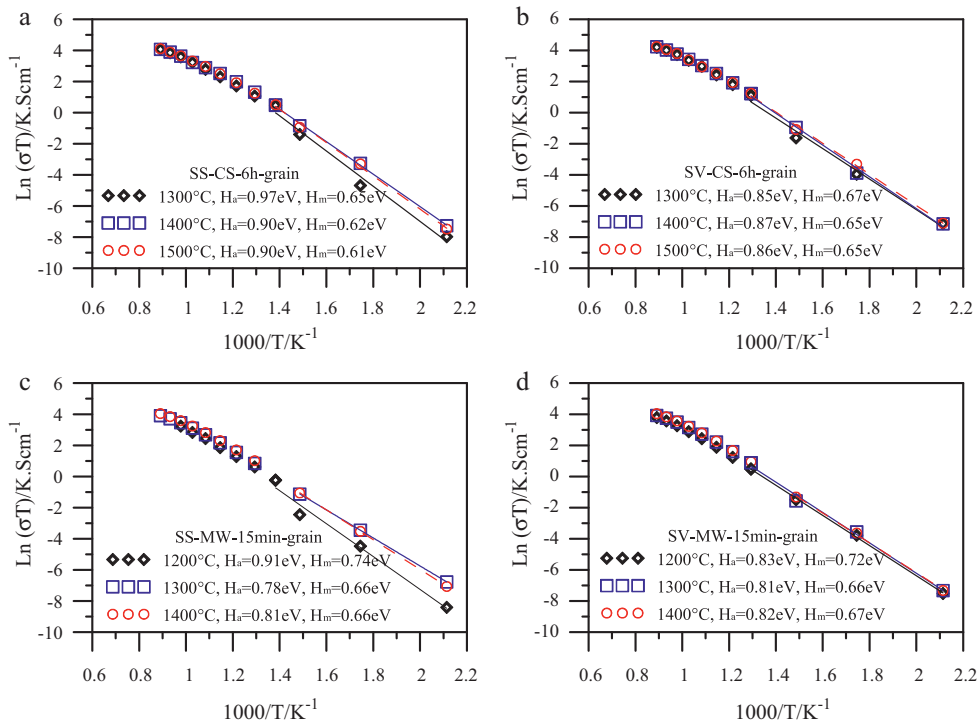 a
Ln (σT)/K.Scm⁻¹
6
4
2
0
-2
-4
-6
-8
-10
SS-CS-6h-grain
1300°C, Hₐ=0.97eV, Hₘ=0.65eV
1400°C, Hₐ=0.90eV, Hₘ=0.62eV
1500°C, Hₐ=0.90eV, Hₘ=0.61eV
0.6 0.8 1 1.2 1.4 1.6 1.8 2 2.2
1000/T/K⁻¹
b
Ln (σT)/K.Scm⁻¹
6
4
2
0
-2
-4
-6
-8
-10
SV-CS-6h-grain
1300°C, Hₐ=0.85eV, Hₘ=0.67eV
1400°C, Hₐ=0.87eV, Hₘ=0.65eV
1500°C, Hₐ=0.86eV, Hₘ=0.65eV
0.6 0.8 1 1.2 1.4 1.6 1.8 2 2.2
1000/T/K⁻¹
c
Ln (σT)/K.Scm⁻¹
6
4
2
0
-2
-4
-6
-8
-10
SS-MW-15min-grain
1200°C, Hₐ=0.91eV, Hₘ=0.74eV
1300°C, Hₐ=0.78eV, Hₘ=0.66eV
1400°C, Hₐ=0.81eV, Hₘ=0.66eV
0.6 0.8 1 1.2 1.4 1.6 1.8 2 2.2
1000/T/K⁻¹
d
Ln (σT)/K.Scm⁻¹
6
4
2
0
-2
-4
-6
-8
-10
SV-MW-15min-grain
1200°C, Hₐ=0.83eV, Hₘ=0.72eV
1300°C, Hₐ=0.81eV, Hₘ=0.66eV
1400°C, Hₐ=0.82eV, Hₘ=0.67eV
0.6 0.8 1 1.2 1.4 1.6 1.8 2 2.2
1000/T/K⁻¹